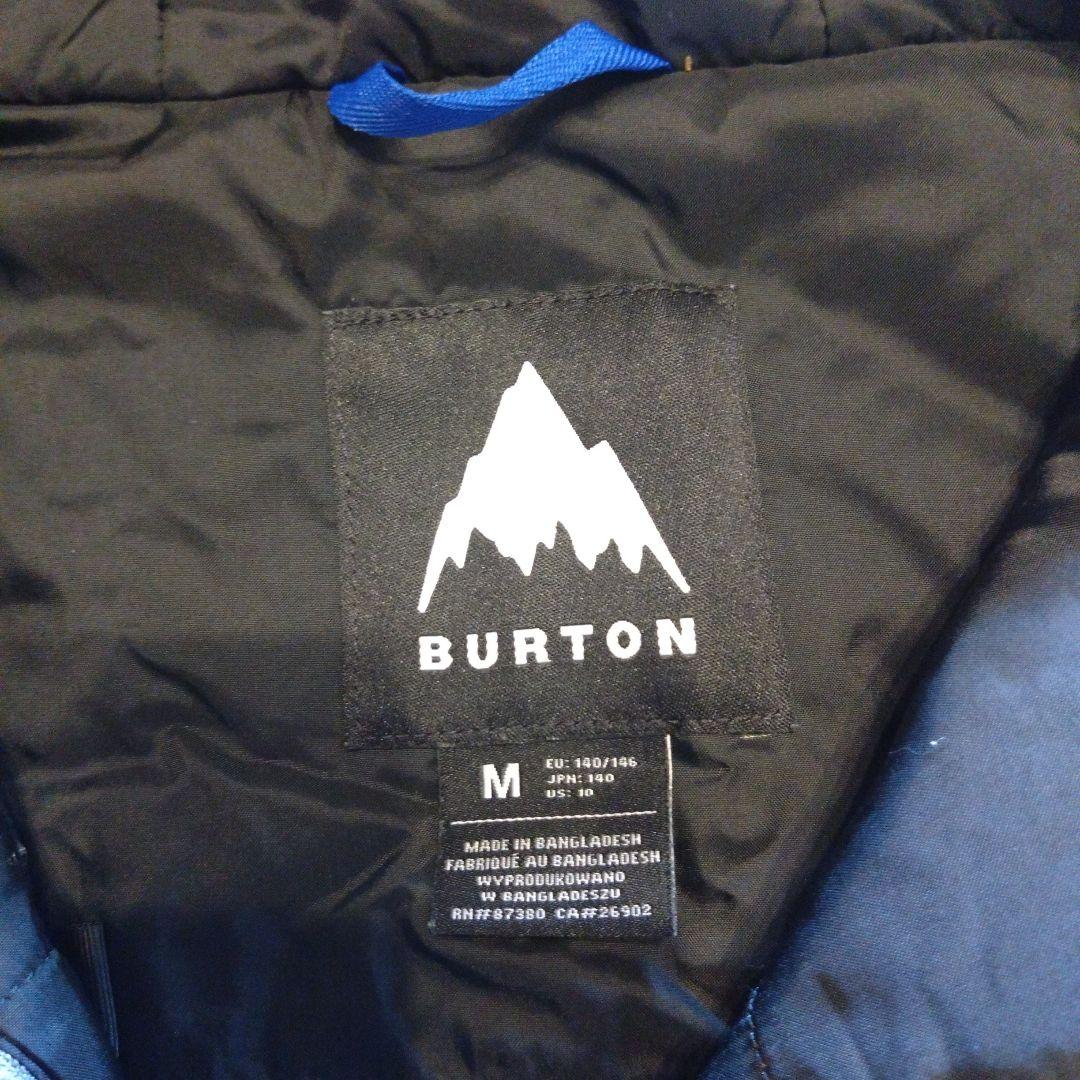 BURTON
M
EU: 140/146
JPN: 140
US: 10
MADE IN BANGLADESH
FABRIQUÉ AU BANGLADESH
WYPRODUKOWANO
W BANGLADESZU
RN##87380 CA##26902